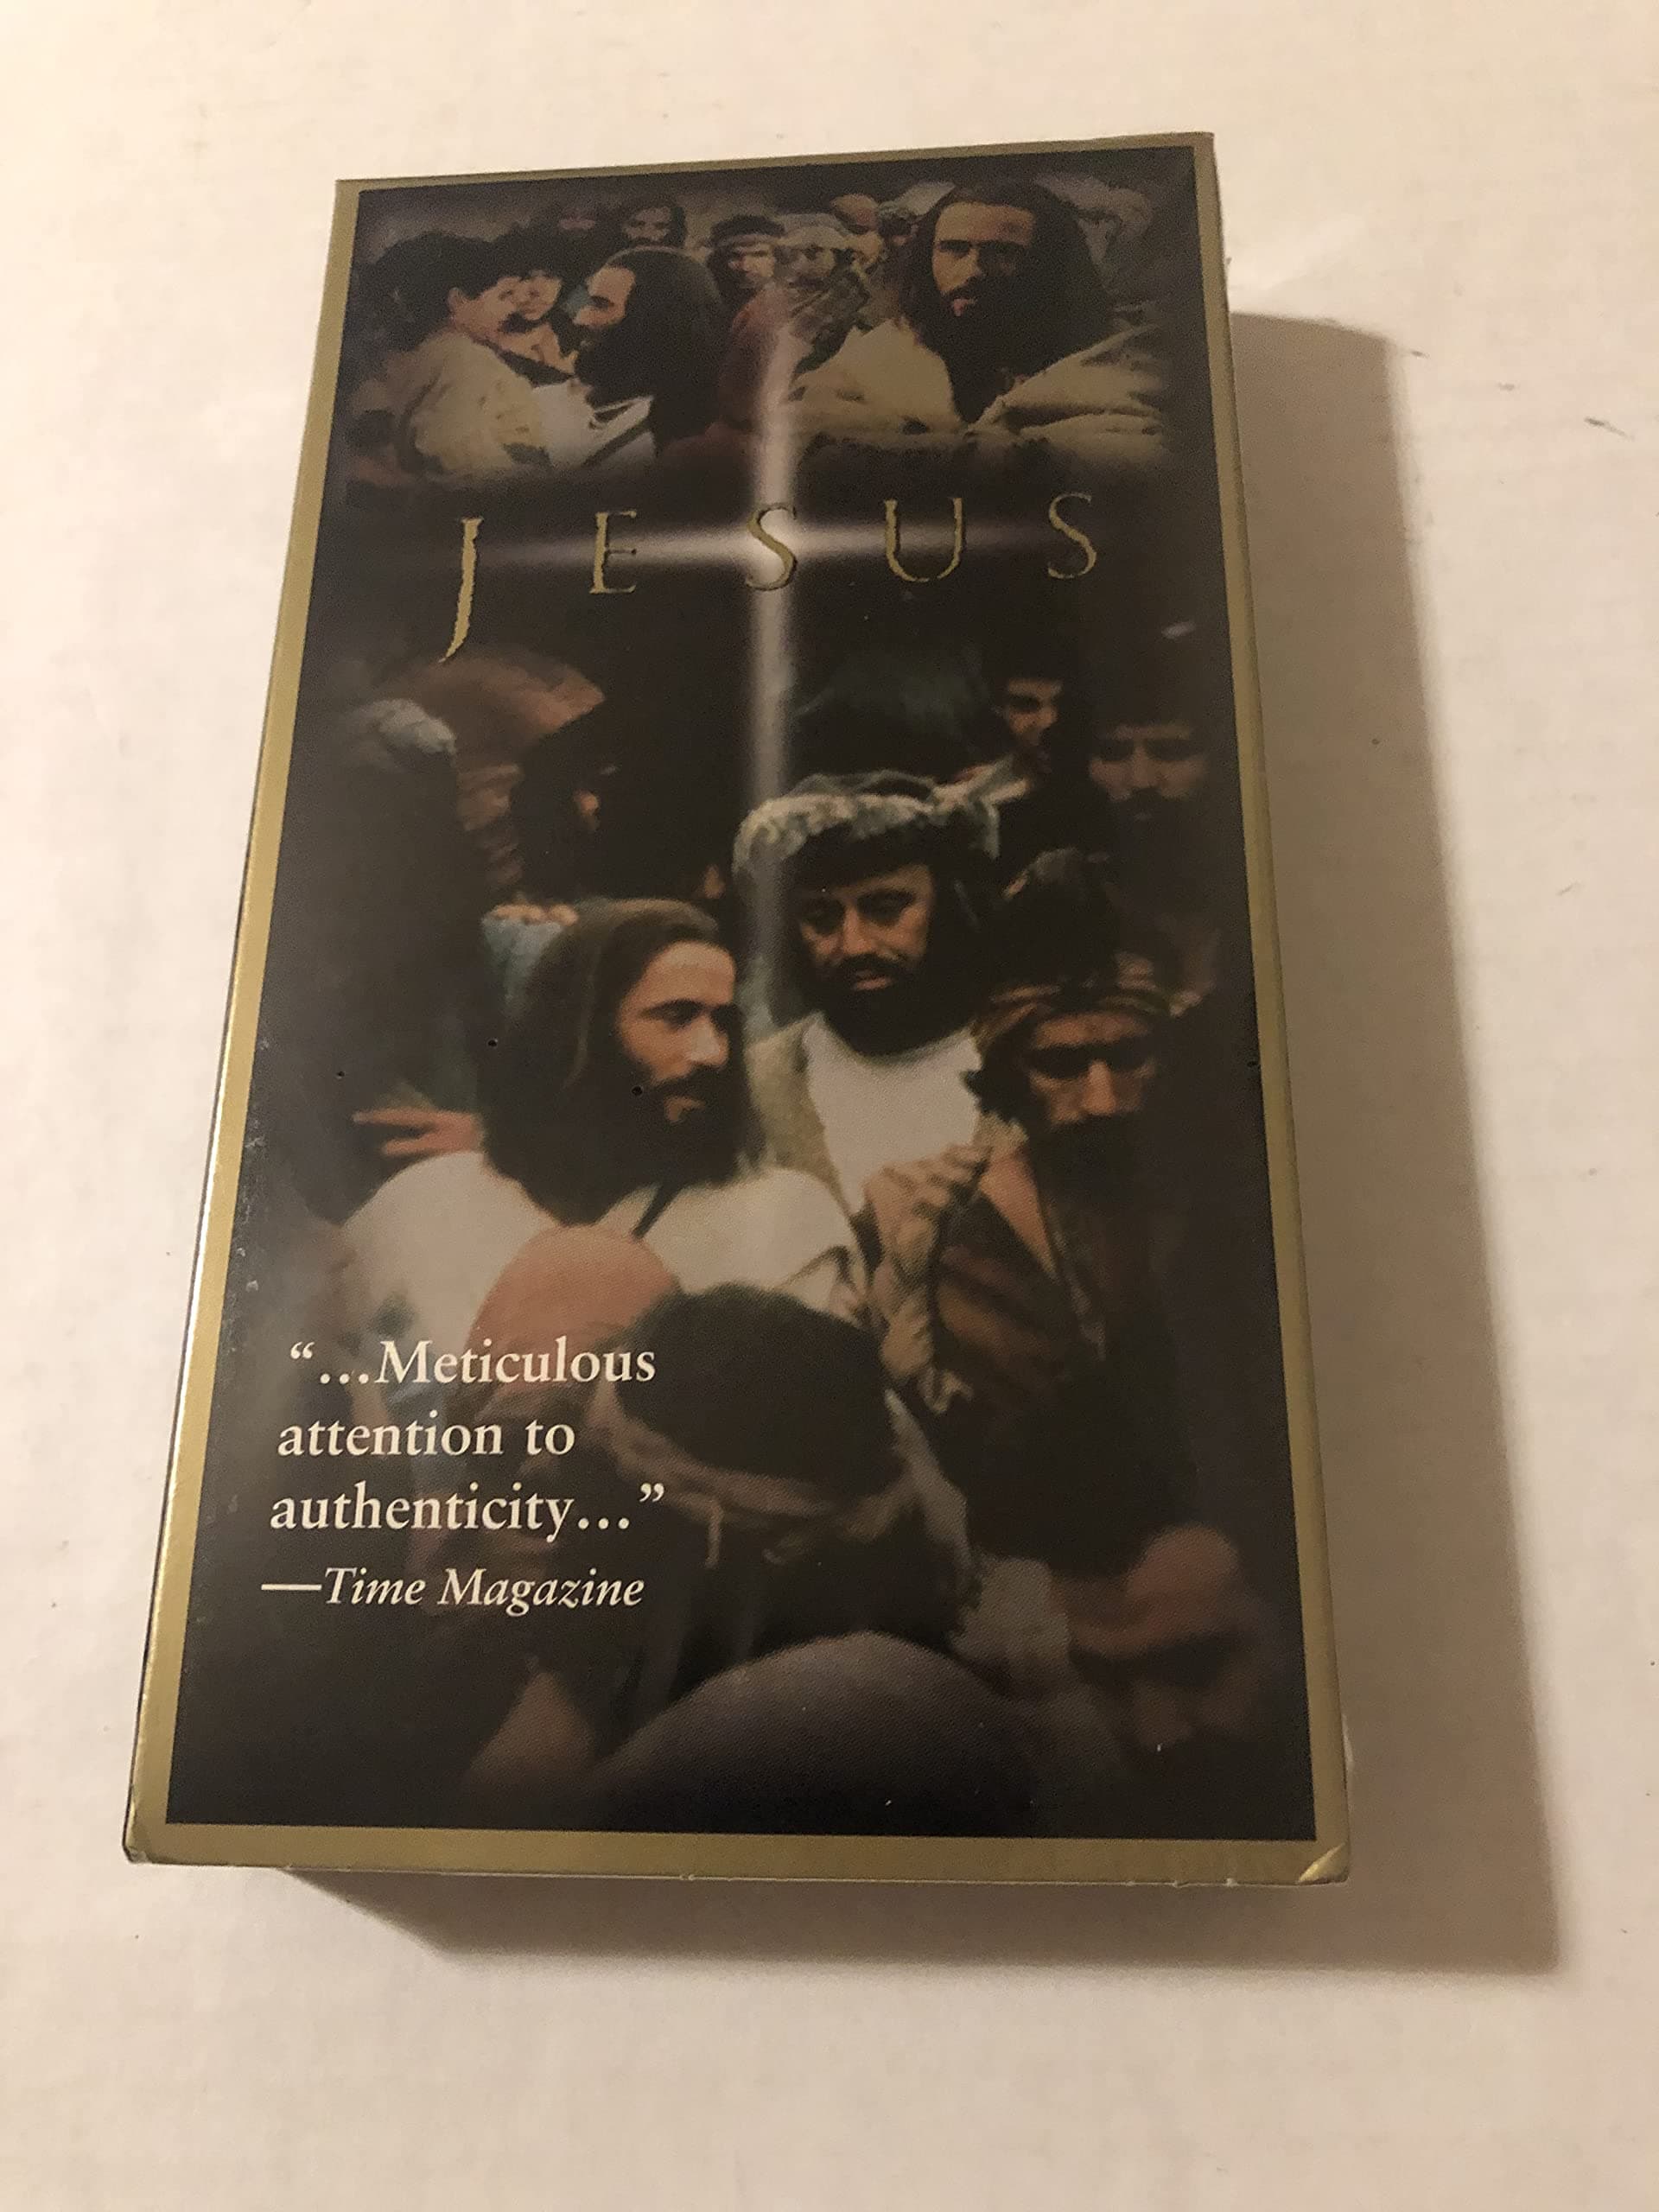 JESUS
“...Meticulous
attention to
authenticity...”
—Time Magazine